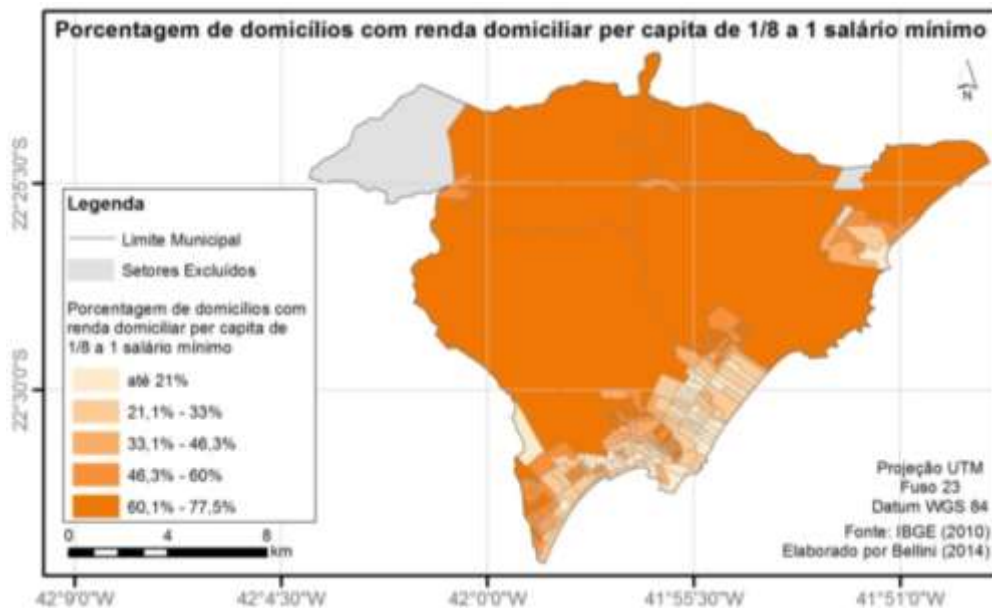 Porcentagem de domicílios com renda domiciliar per capita de 1/8 a 1 salário mínimo
N
22°25'30"S
22°30'0"S
Legenda
Limite Municipal
Setores Excluídos
Porcentagem de domicílios com
renda domiciliar per capita de
1/8 a 1 salário mínimo
até 21%
21,1% - 33%
33,1% - 46,3%
46,3% - 60%
60,1% - 77,5%
0 4 8
km
Projeção UTM
Fuso 23
Datum WGS 84
Fonte: IBGE (2010)
Elaborado por Bellini (2014)
42°9'0"W 42°4'30"W 42°0'0"W 41°55'30"W 41°51'0"W